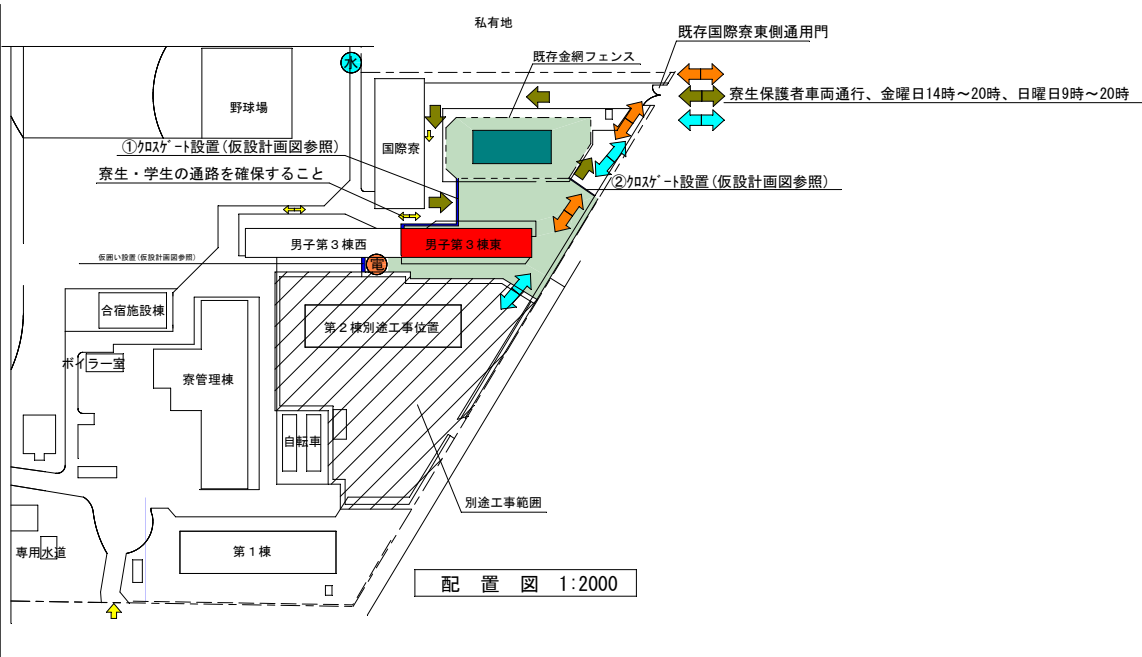 私有地
既存国際寮東側通用門
既存金網フェンス
水
寮生保護者車両通行、金曜日14時～20時、日曜日9時～20時
野球場
①クロスゲート設置(仮設計画図参照)
国際寮
寮生・学生の通路を確保すること
②クロスゲート設置(仮設計画図参照)
男子第3棟西
男子第3棟東
仮囲い設置(仮設計画図参照)
電
合宿施設棟
第2棟別途工事位置
ボイラー室
寮管理棟
自転車
別途工事範囲
専用水道
第1棟
配置図 1:2000